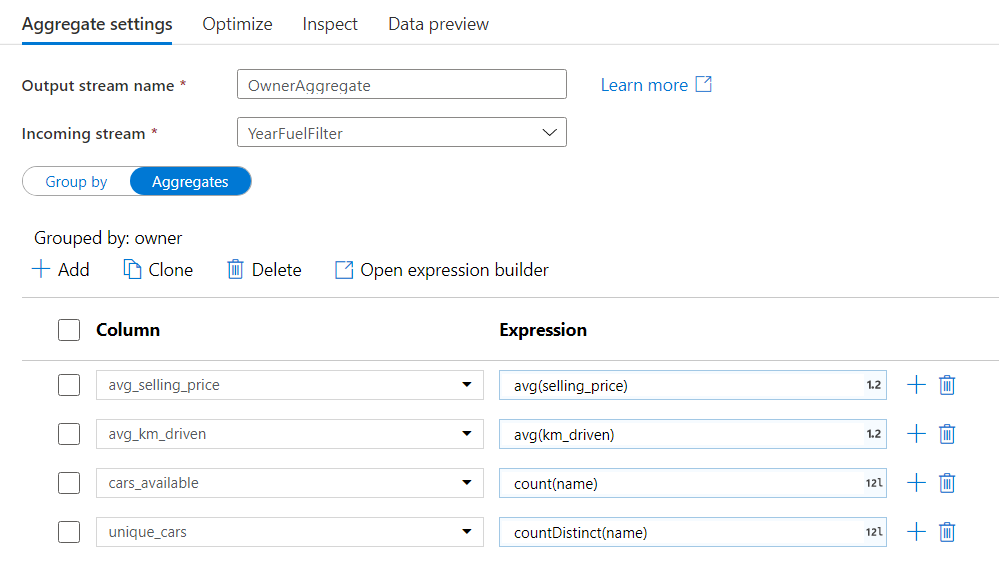 Aggregate settings Optimize Inspect Data preview
Output stream name * OwnerAggregate Learn more
Incoming stream * YearFuelFilter
Group by Aggregates
Grouped by: owner
Add Clone Delete Open expression builder
Column Expression
avg_selling_price avg(selling_price) 1.2
avg_km_driven avg(km_driven) 1.2
cars_available count(name) 12l
unique_cars countDistinct(name) 12l